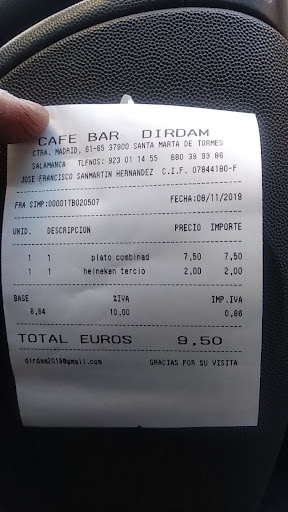 CAFE BAR DIRDAM
CTRA. MADRID, 61-65 37900 SANTA MARTA DE TORMES
SALAMANCA TLFNOS: 923 01 14 55 680 39 93 86
JOSE FRANCISCO SANMARTIN HERNANDEZ C.I.F. 07844180-F
FRA SIMP:000017B020507 FECHA:08/11/2019
UNID. DESCRIPCION PRECIO IMPORTE
1 1 plato combinad 7,50 7,50
1 1 heineken tercio 2,00 2,00
BASE %IVA IMP.IVA
8,64 10,00 0,86
TOTAL EUROS 9,50
dirdam2019@gmail.com GRACIAS POR SU VISITA